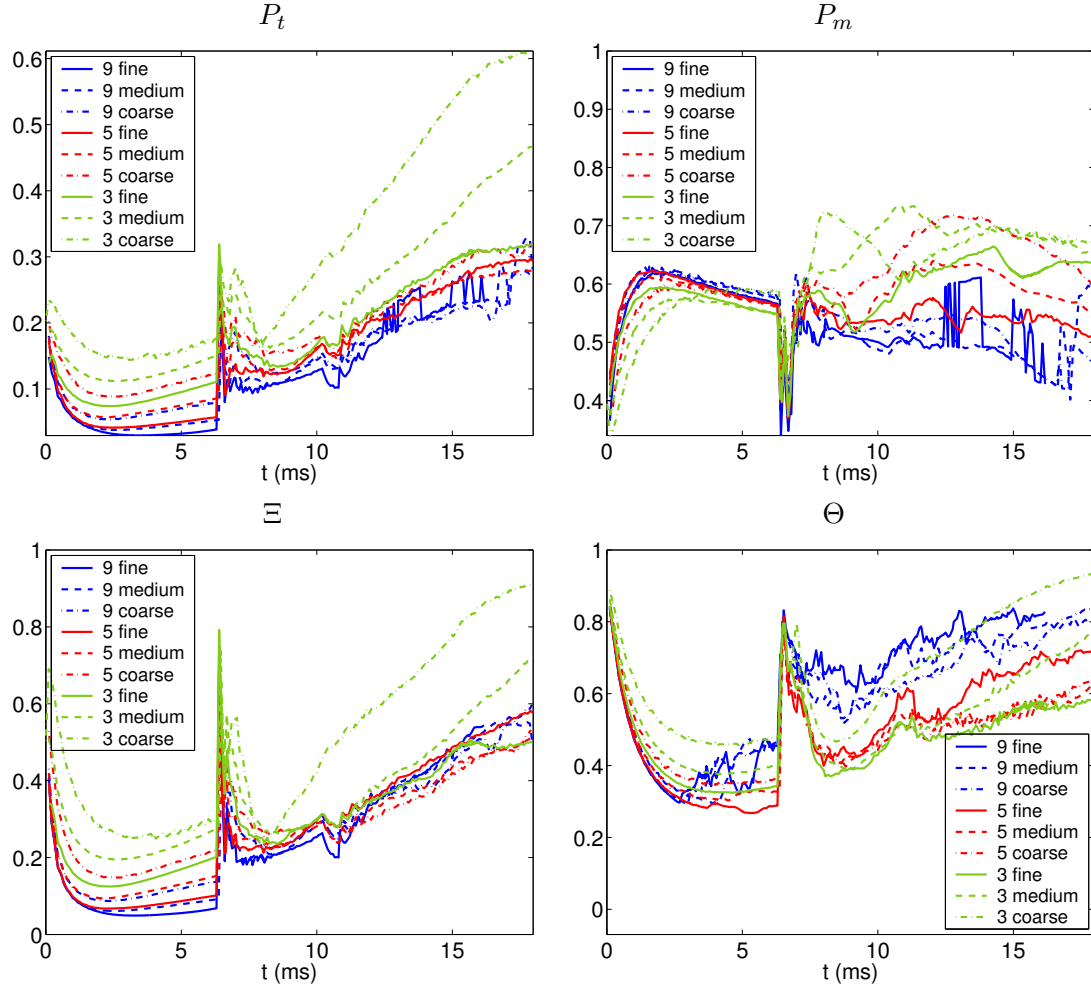 P_t
0.6
0.5
0.4
0.3
0.2
0.1
9 fine
9 medium
9 coarse
5 fine
5 medium
5 coarse
3 fine
3 medium
3 coarse
0 5 10 15
t (ms)
P_m
1
0.9
0.8
0.7
0.6
0.5
0.4
9 fine
9 medium
9 coarse
5 fine
5 medium
5 coarse
3 fine
3 medium
3 coarse
0 5 10 15
t (ms)
Ξ
1
0.8
0.6
0.4
0.2
0
9 fine
9 medium
9 coarse
5 fine
5 medium
5 coarse
3 fine
3 medium
3 coarse
0 5 10 15
t (ms)
Θ
1
0.8
0.6
0.4
0.2
0
9 fine
9 medium
9 coarse
5 fine
5 medium
5 coarse
3 fine
3 medium
3 coarse
0 5 10 15
t (ms)